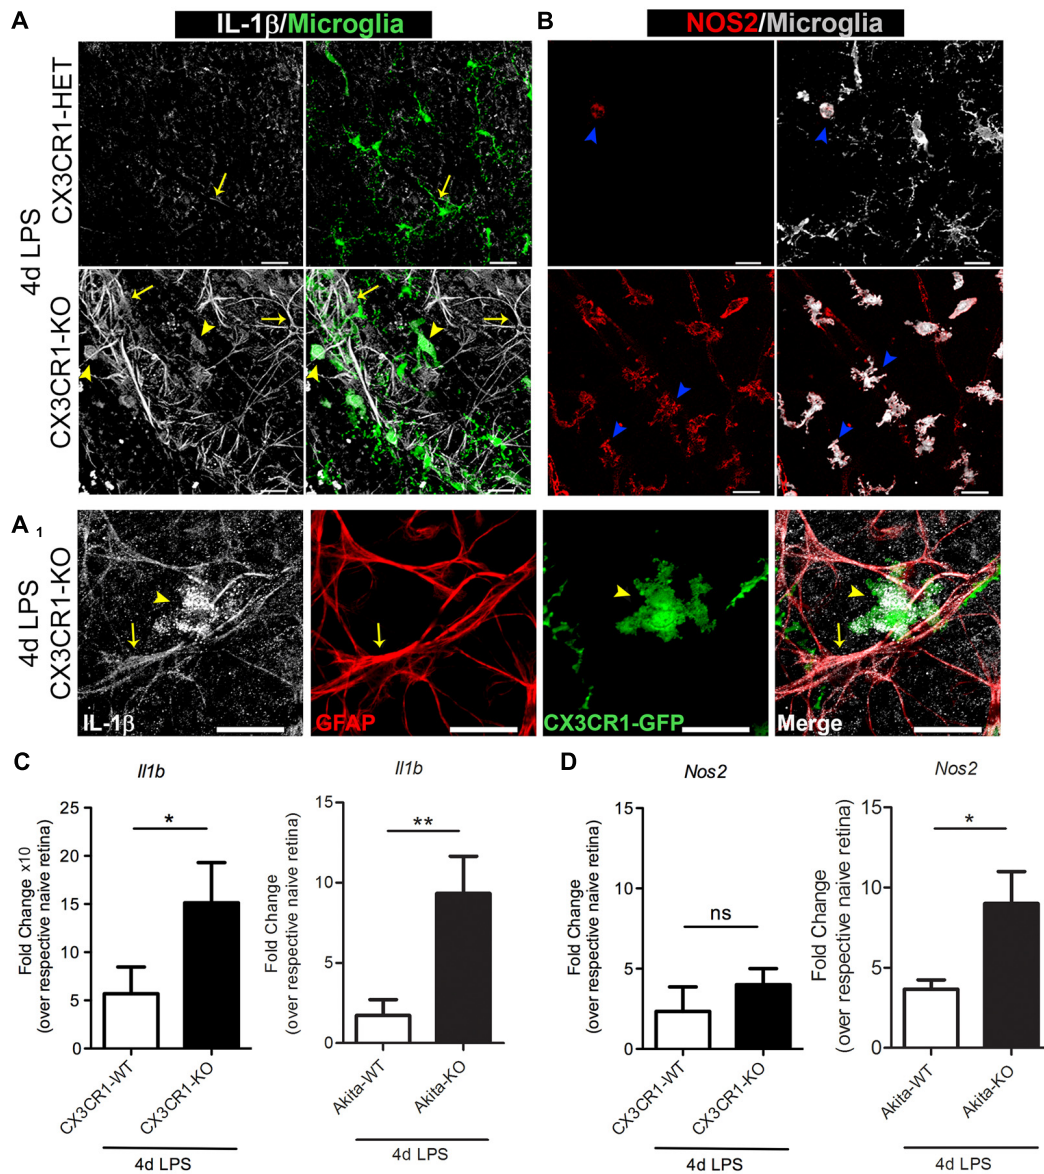 A
IL-1β/Microglia
B
NOS2/Microglia
4d LPS
CX3CR1-HET
CX3CR1-KO
A 1
4d LPS
CX3CR1-KO
IL-1β
GFAP
CX3CR1-GFP
Merge
C
Il1b
Fold Change x10
(over respective naive retina)
25
20
15
10
5
0
*
CX3CR1-WT
CX3CR1-KO
4d LPS
Il1b
Fold Change
(over respective naive retina)
15
10
5
0
**
Akita-WT
Akita-KO
4d LPS
D
Nos2
Fold Change
(over respective naive retina)
15
10
5
0
ns
CX3CR1-WT
CX3CR1-KO
4d LPS
Nos2
Fold Change
(over respective naive retina)
15
10
5
0
*
Akita-WT
Akita-KO
4d LPS